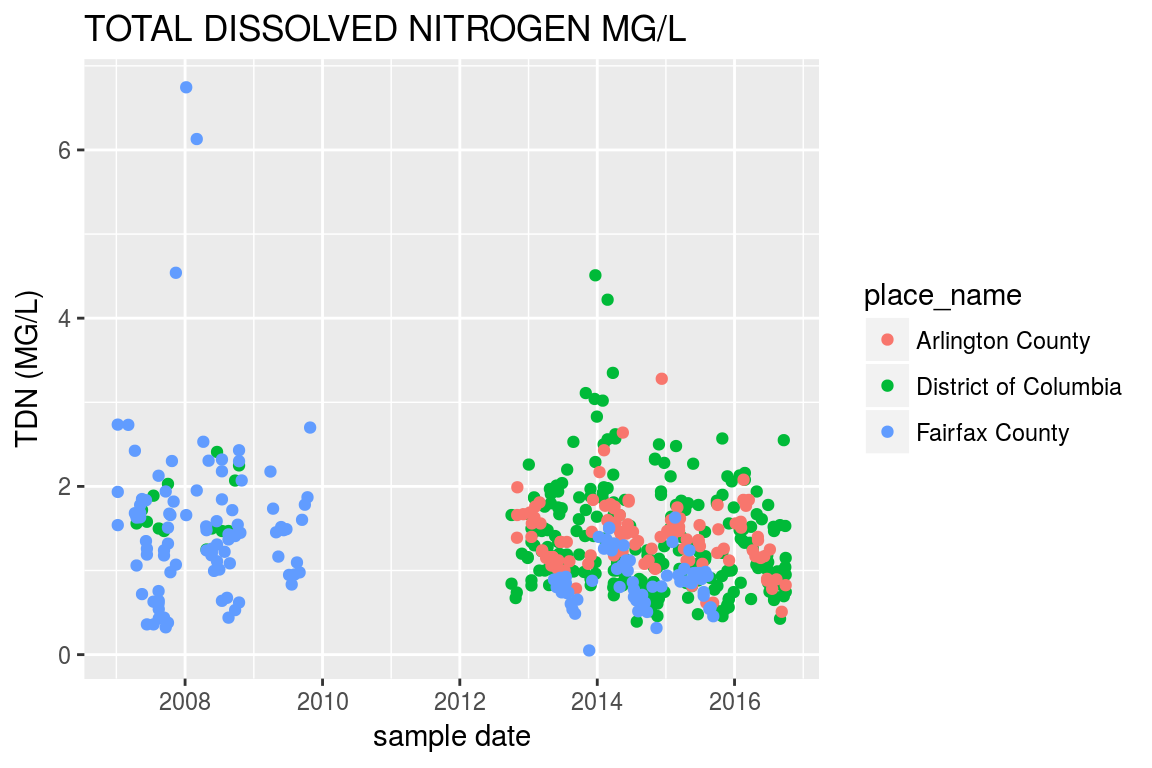 TOTAL DISSOLVED NITROGEN MG/L
TDN (MG/L)
6
4
2
0
2008 2010 2012 2014 2016
sample date
place_name
Arlington County
District of Columbia
Fairfax County